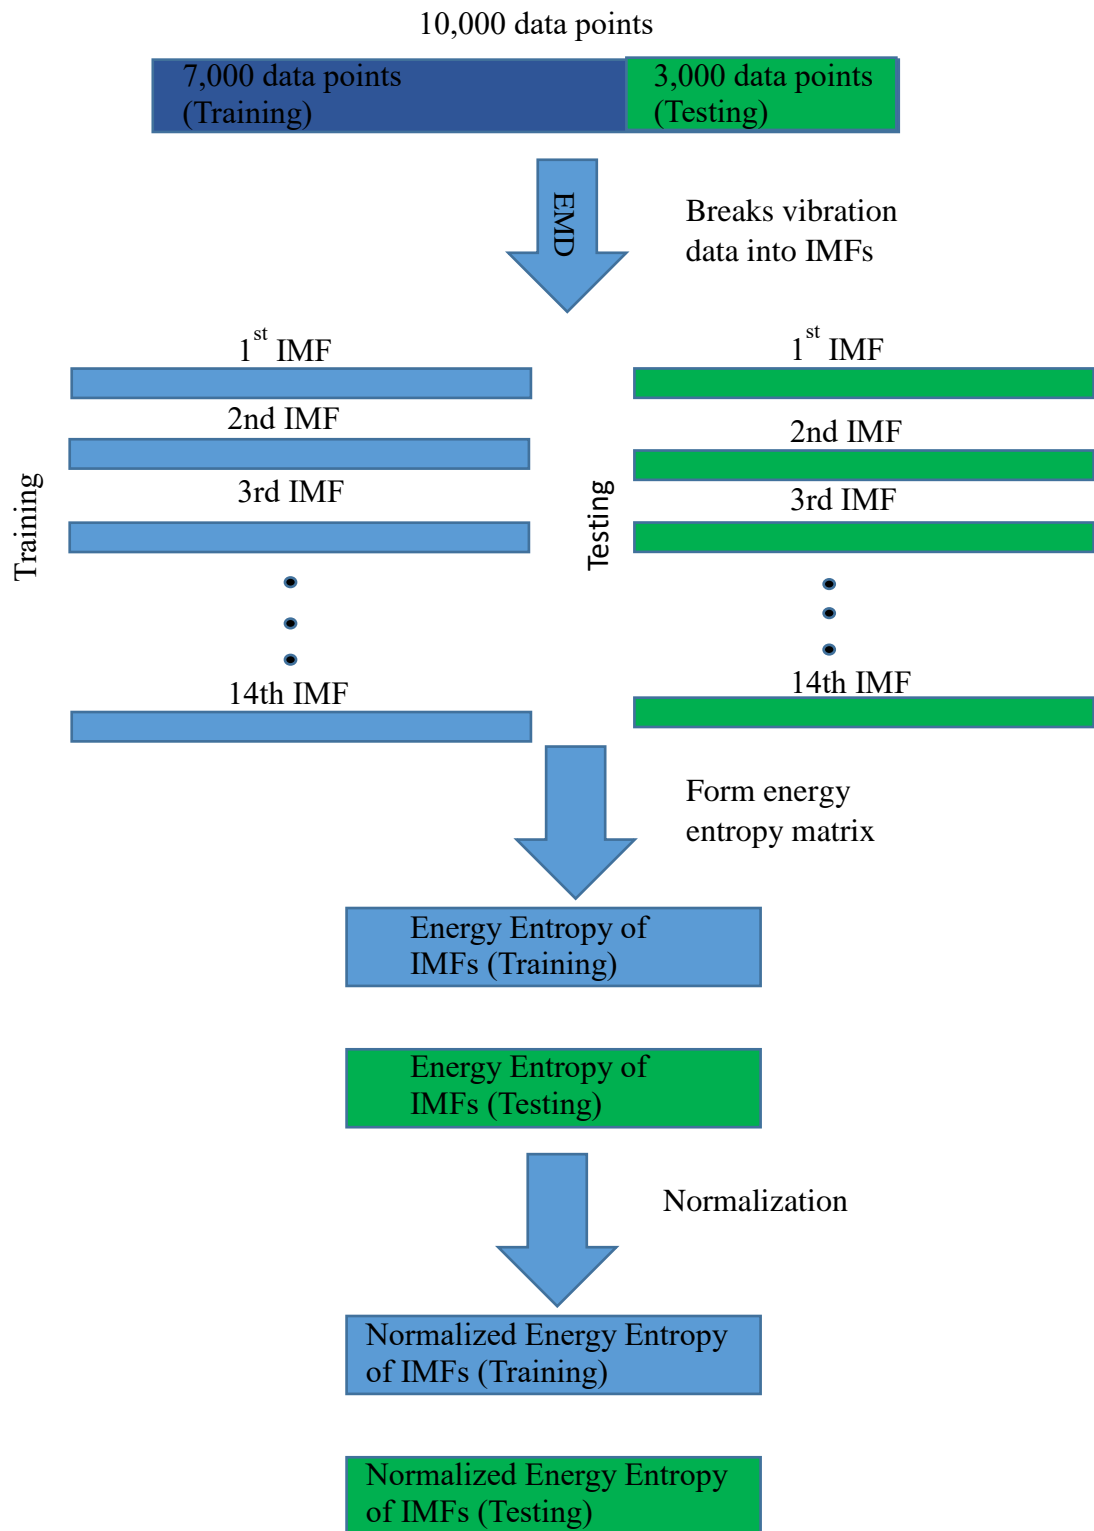 10,000 data points
7,000 data points
(Training)
3,000 data points
(Testing)
EMD
Breaks vibration
data into IMFs
Training
1st IMF
2nd IMF
3rd IMF
14th IMF
Testing
1st IMF
2nd IMF
3rd IMF
14th IMF
Form energy
entropy matrix
Energy Entropy of
IMFs (Training)
Energy Entropy of
IMFs (Testing)
Normalization
Normalized Energy Entropy
of IMFs (Training)
Normalized Energy Entropy
of IMFs (Testing)